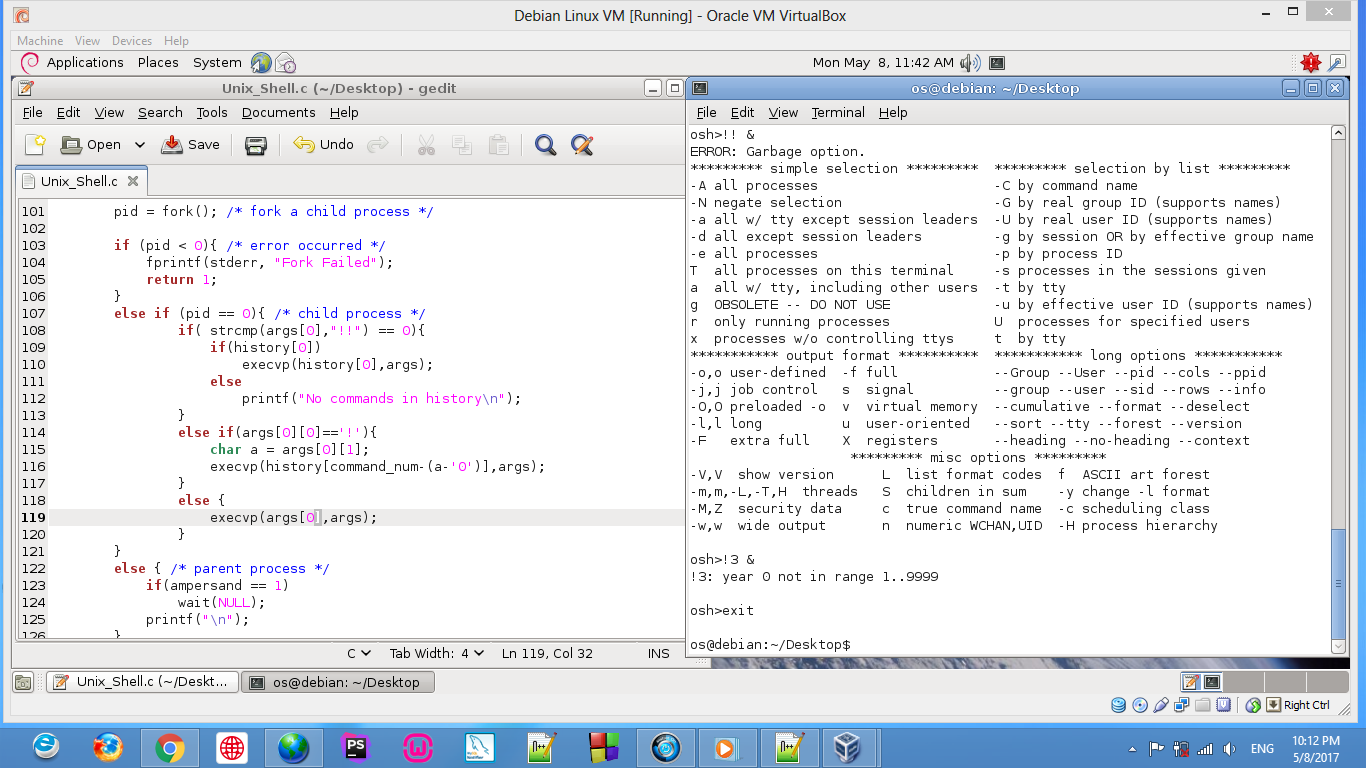 Debian Linux VM [Running] - Oracle VM VirtualBox
Machine View Devices Help
Applications Places System Mon May 8, 11:42 AM
Unix_Shell.c (~/Desktop) - gedit
File Edit View Search Tools Documents Help
Open Save Undo
Unix_Shell.c
101 pid = fork(); /* fork a child process */
102
103 if (pid < 0){ /* error occurred */
104 fprintf(stderr, "Fork Failed");
105 return 1;
106 }
107 else if (pid == 0){ /* child process */
108 if( strcmp(args[0],"!!") == 0){
109 if(history[0])
110 execvp(history[0],args);
111 else
112 printf("No commands in history\n");
113 }
114 else if(args[0][0]=='!'){
115 char a = args[0][1];
116 execvp(history[command_num-(a-'0')],args);
117 }
118 else {
119 execvp(args[0],args);
120 }
121 }
122 else { /* parent process */
123 if(ampersand == 1)
124 wait(NULL);
125 printf("\n");
126 }
C Tab Width: 4 Ln 119, Col 32 INS
os@debian: ~/Desktop
File Edit View Terminal Help
osh>!! &
ERROR: Garbage option.
********* simple selection ********* ********* selection by list *********
-A all processes -C by command name
-N negate selection -G by real group ID (supports names)
-a all w/ tty except session leaders -U by real user ID (supports names)
-d all except session leaders -g by session OR by effective group name
-e all processes -p by process ID
T all processes on this terminal -s processes in the sessions given
a all w/ tty, including other users -t by tty
g OBSOLETE -- DO NOT USE -u by effective user ID (supports names)
r only running processes U processes for specified users
x processes w/o controlling ttys t by tty
*********** output format ********** *********** long options ***********
-o,o user-defined -f full --Group --User --pid --cols --ppid
-j,j job control s signal --group --user --sid --rows --info
-O,O preloaded -o v virtual memory --cumulative --format --deselect
-l,l long u user-oriented --sort --tty --forest --version
-F extra full X registers --heading --no-heading --context
********* misc options *********
-V,V show version L list format codes f ASCII art forest
-m,m,-L,-T,H threads S children in sum -y change -l format
-M,Z security data c true command name -c scheduling class
-w,w wide output n numeric WCHAN,UID -H process hierarchy
osh>!3 &
!3: year 0 not in range 1..9999
osh>exit
os@debian:~/Desktop$
Unix_Shell.c (~/Deskt... os@debian: ~/Desktop
Right Ctrl
PS
ENG 10:12 PM
5/8/2017